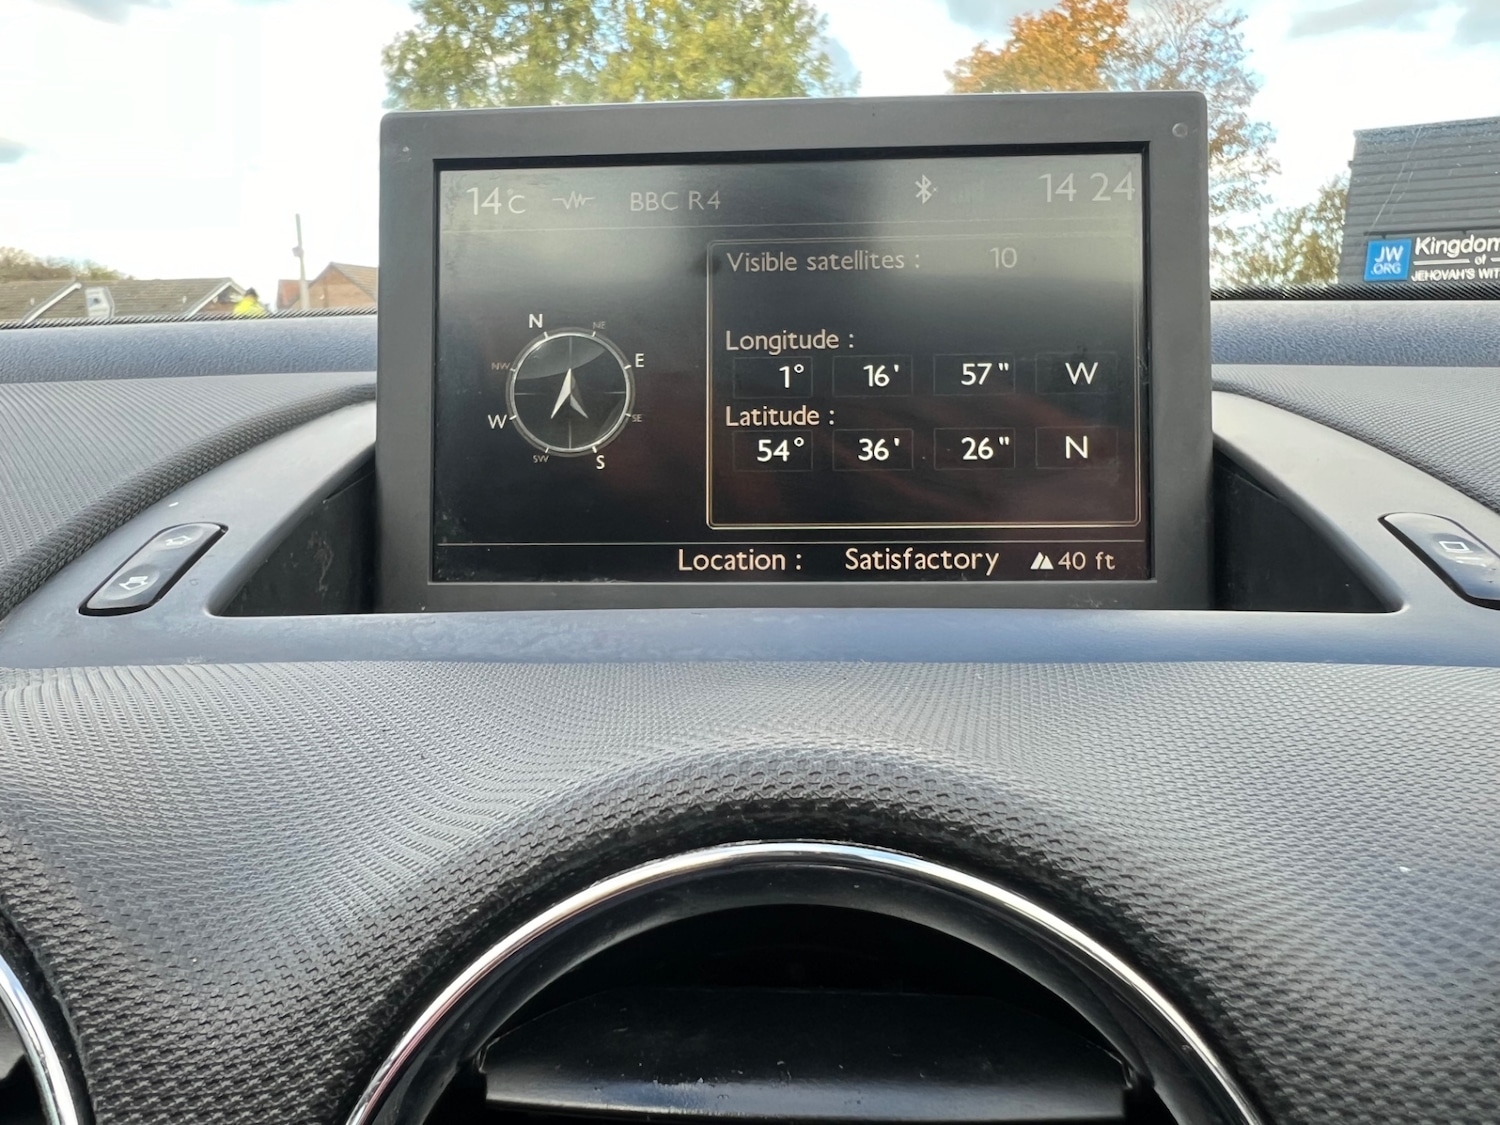 14°C BBC R4 14 24
Visible satellites : 10
N
NE
NW
E
Longitude :
1° 16' 57" W
W
SE
Latitude :
54° 36' 26" N
SW
S
Location : Satisfactory 40 ft
JW
.ORG
Kingdom
of
JEHOVAH'S WIT